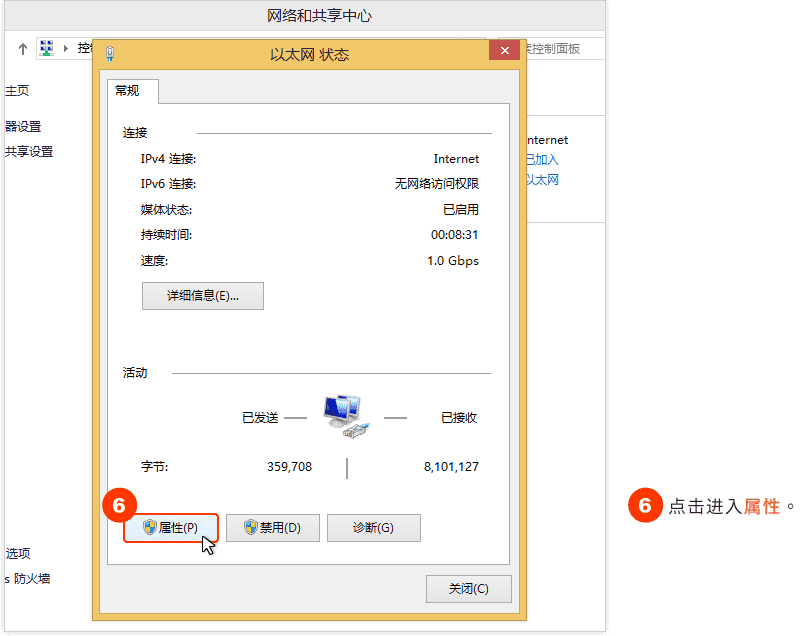 网络和共享中心
控
索控制面板
以太网 状态
主页
器设置
共享设置
常规
连接
IPv4 连接: Internet
IPv6 连接: 无网络访问权限
媒体状态: 已启用
持续时间: 00:08:31
速度: 1.0 Gbps
详细信息(E)...
nternet
已加入
以太网
活动
已发送 已接收
字节: 359,708 8,101,127
6
属性(P) 禁用(D) 诊断(G)
关闭(C)
选项
s 防火墙
6 点击进入属性。